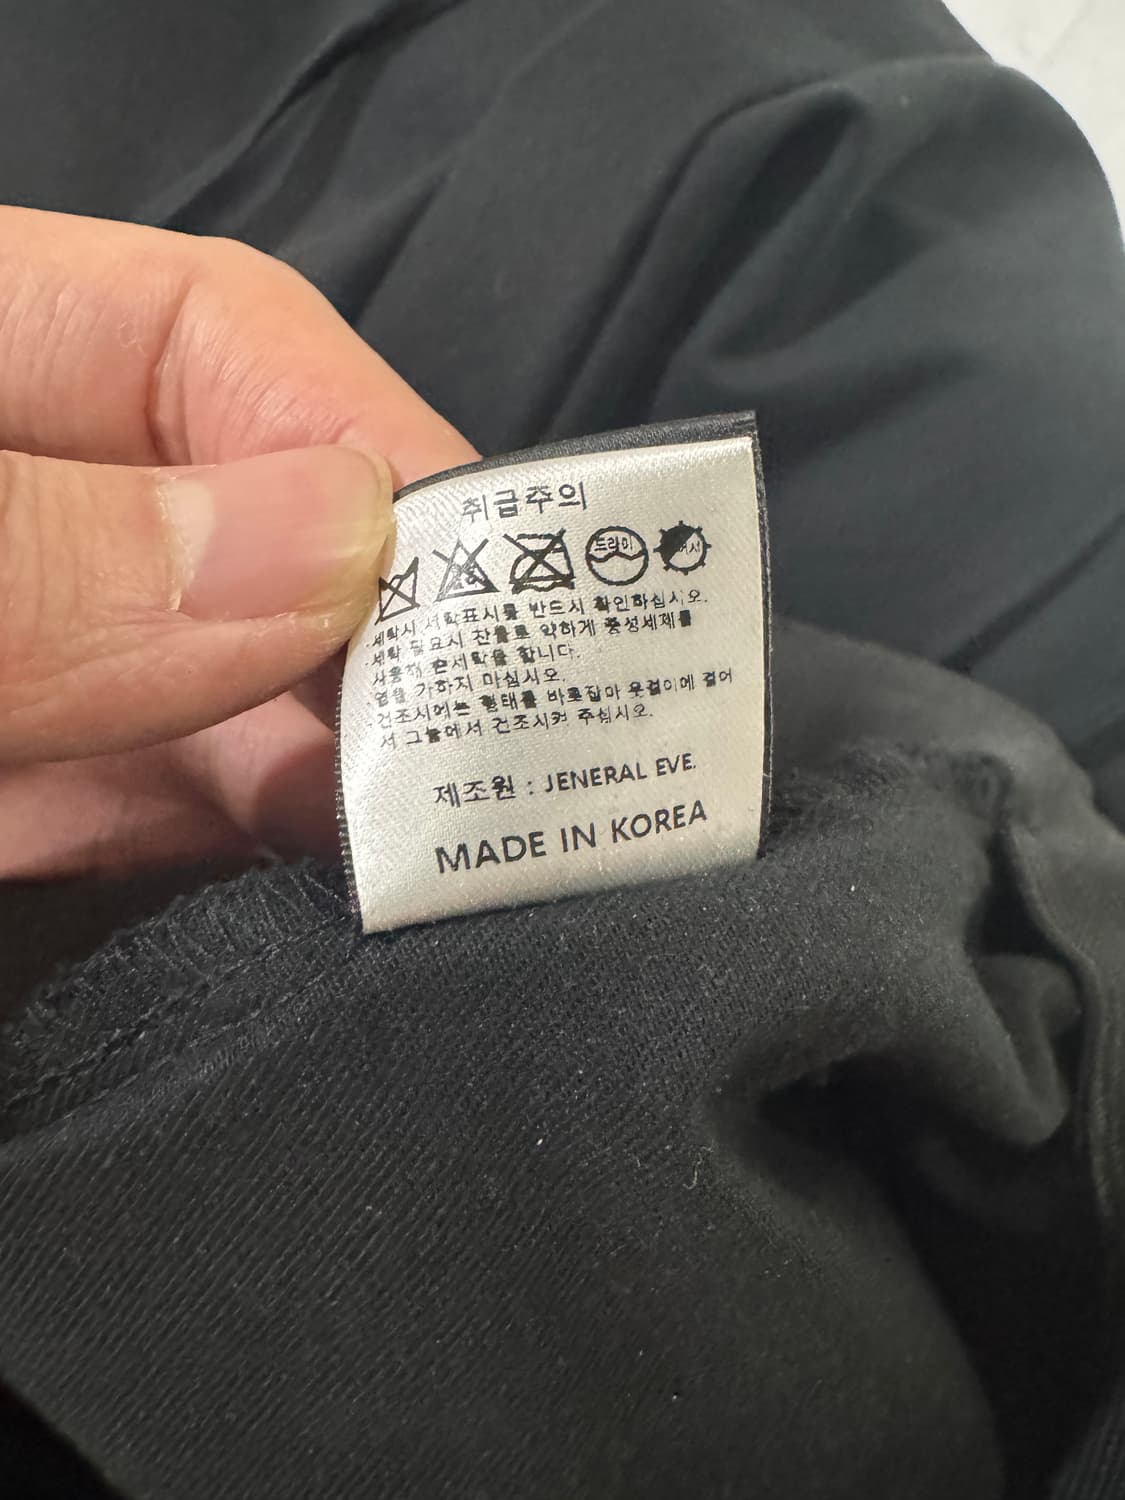 취급주의
드라이
·세탁시 세탁표시를 반드시 확인하십시오.
·세탁 필요시 찬물로 약하게 중성세제를
사용해 손세탁을 합니다.
열을 가하지 마십시오.
·건조시에는 형태를 바로잡아 옷걸이에 걸어
서 그늘에서 건조시켜 주십시오.
제조원 : JENERAL EVE.
MADE IN KOREA